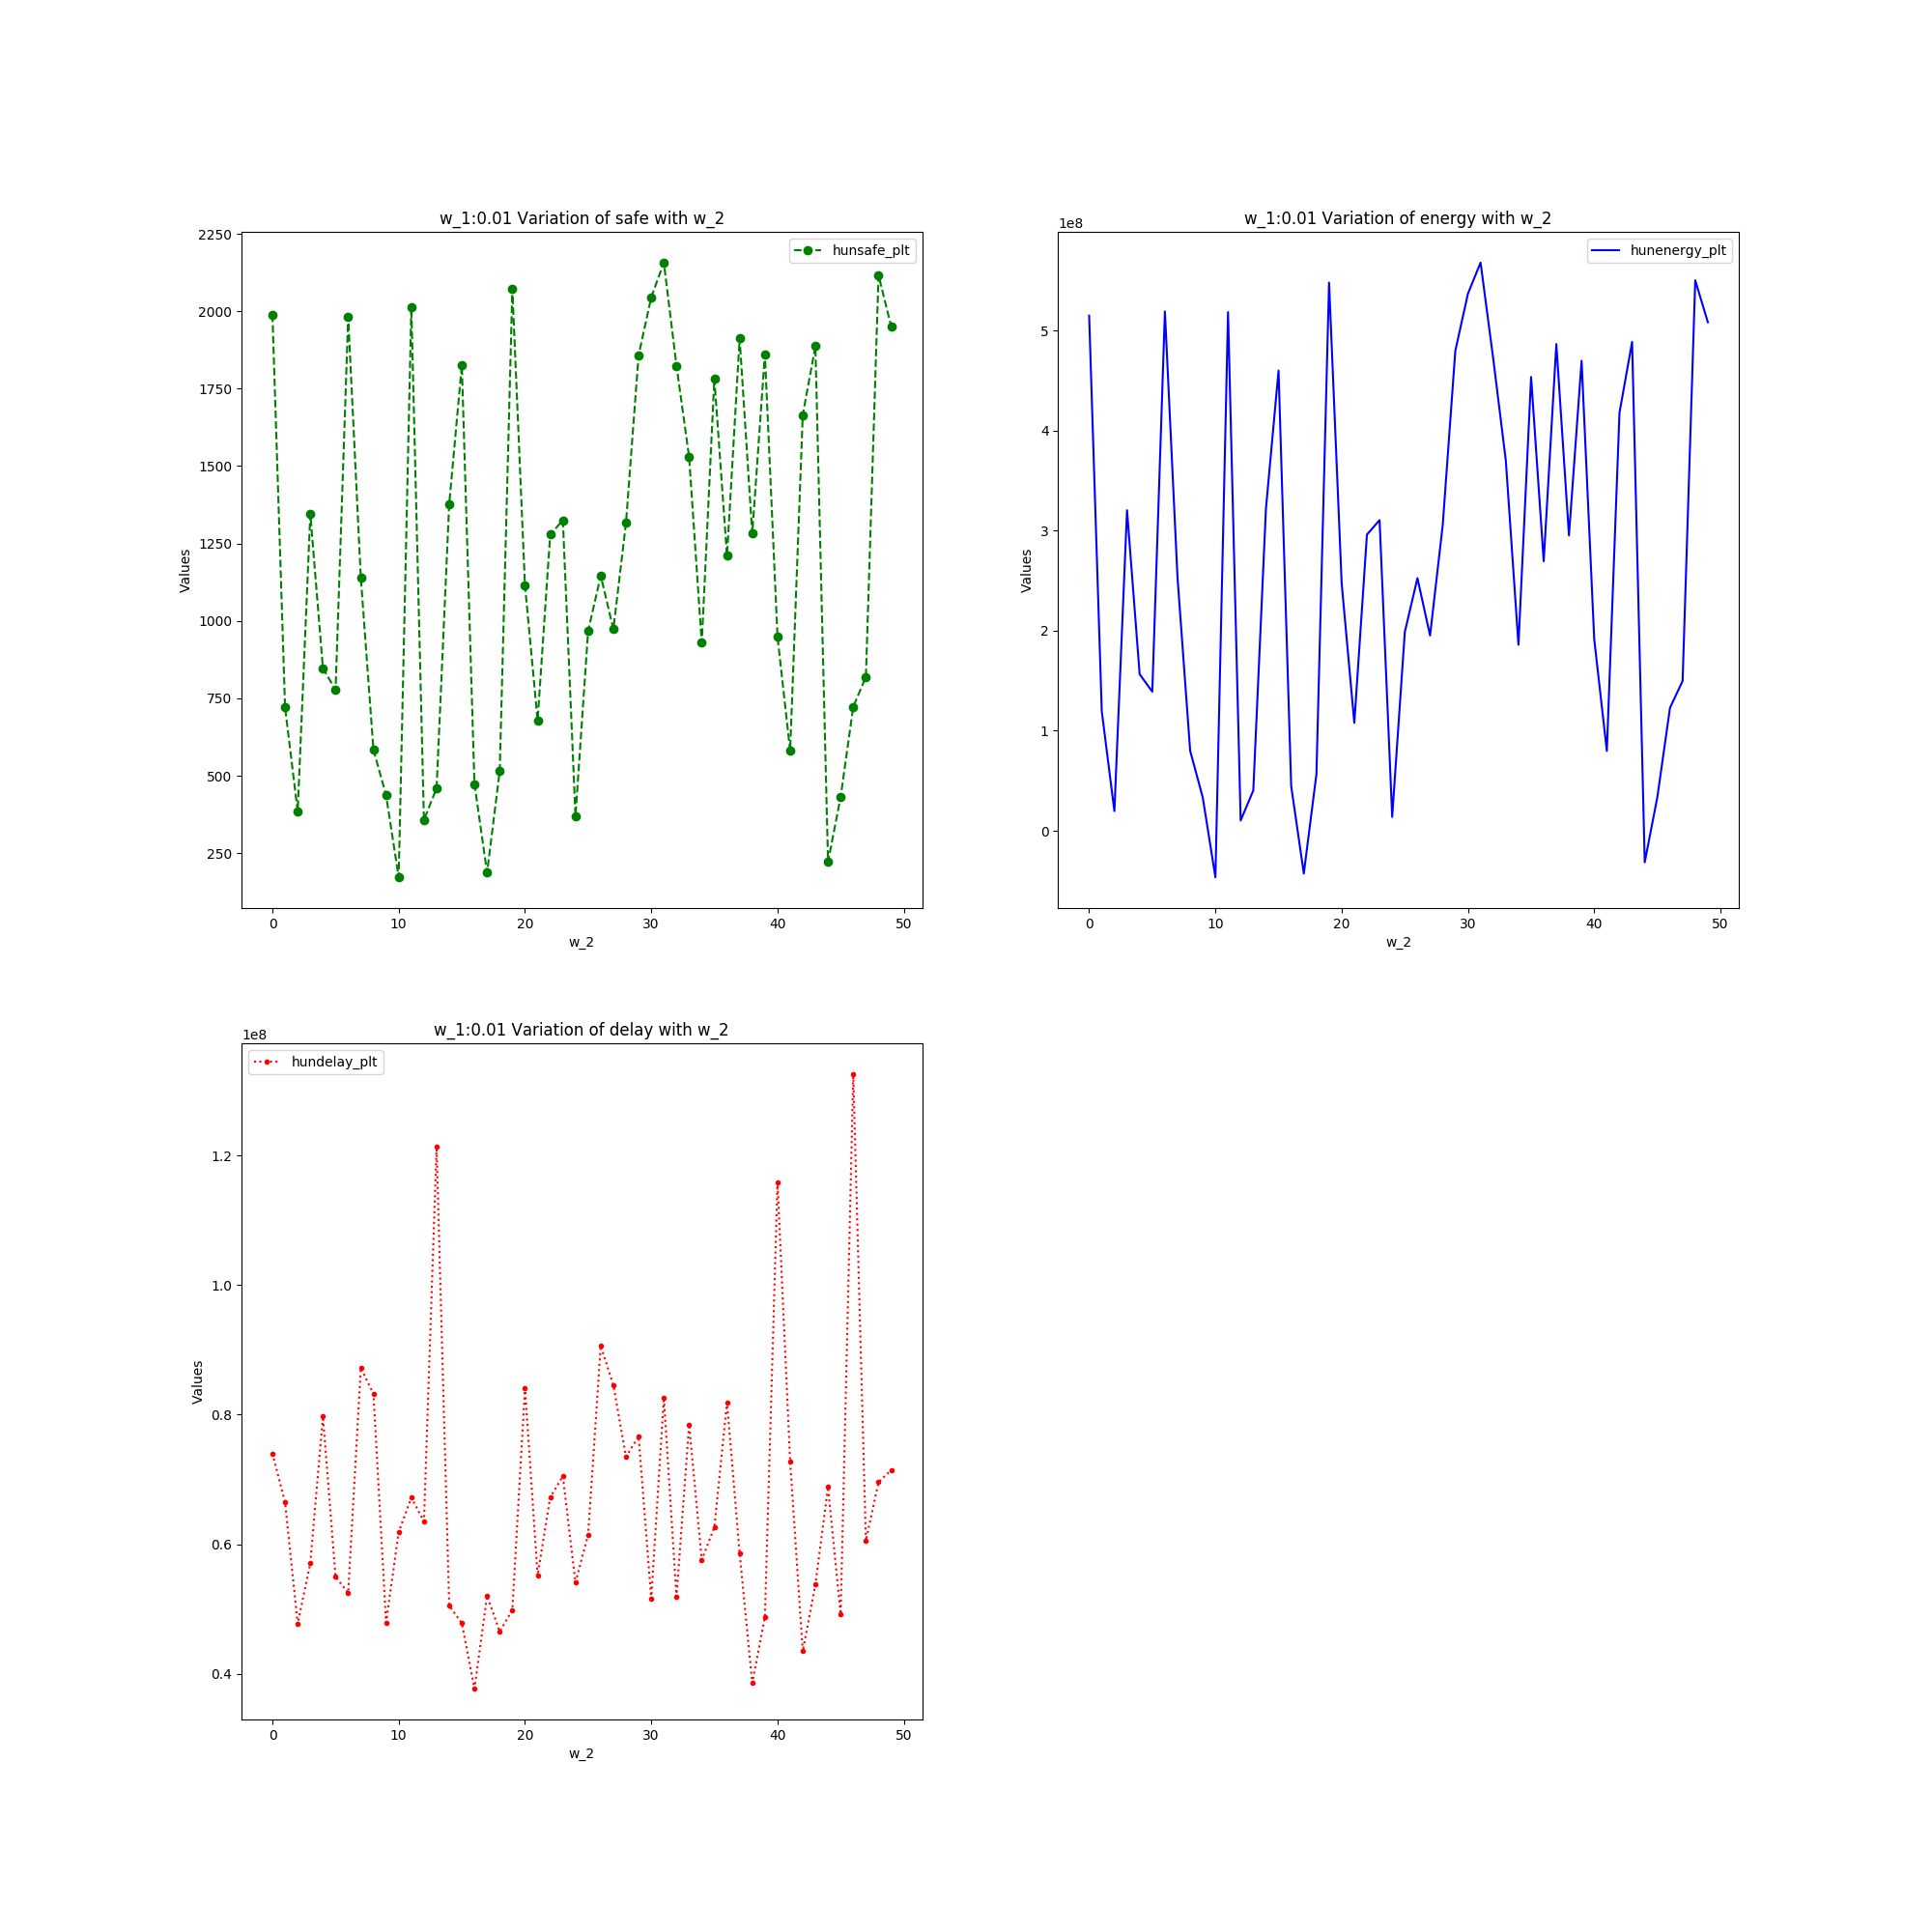 w_1:0.01 Variation of safe with w_2
2250
2000
1750
1500
1250
1000
750
500
250
Values
hunsafe_plt
0 10 20 30 40 50
w_2
w_1:0.01 Variation of energy with w_2
1e8
5
4
3
2
1
0
Values
hunenergy_plt
0 10 20 30 40 50
w_2
w_1:0.01 Variation of delay with w_2
1e8
hundelay_plt
1.2
1.0
0.8
0.6
0.4
Values
0 10 20 30 40 50
w_2